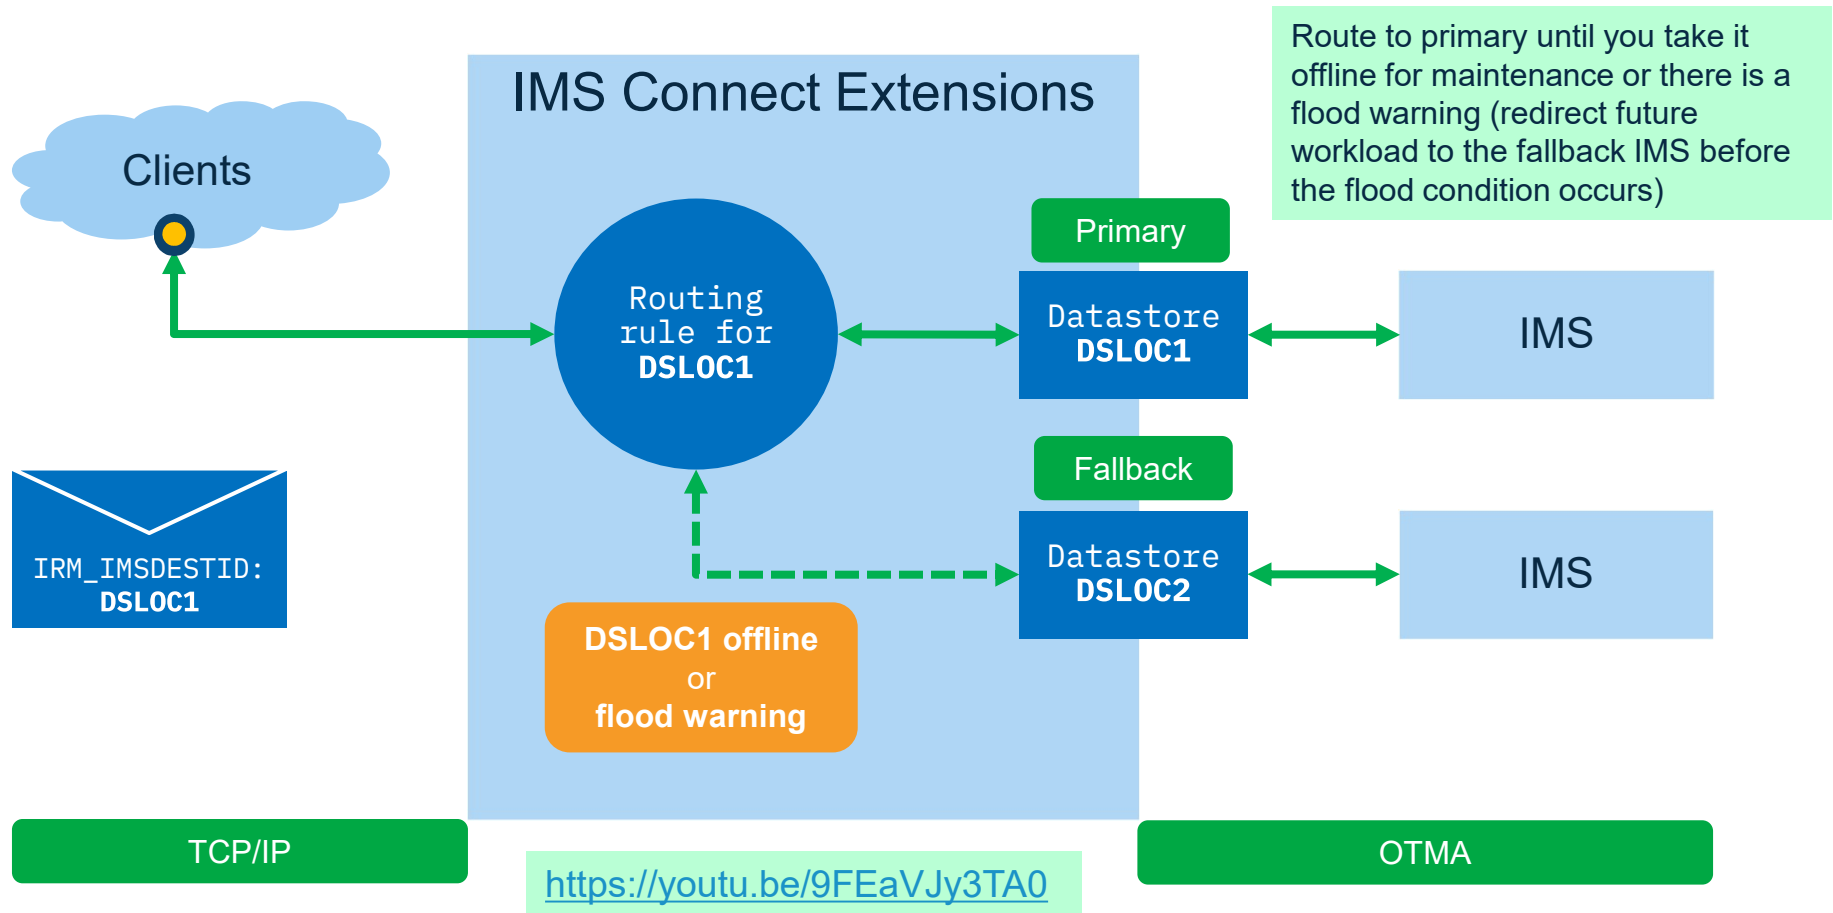 IMS Connect Extensions
Route to primary until you take it
offline for maintenance or there is a
flood warning (redirect future
workload to the fallback IMS before
the flood condition occurs)
Clients
Primary
Routing
rule for
DSLOC1
Datastore
DSLOC1
IMS
Fallback
IRM_IMSDESTID:
DSLOC1
Datastore
DSLOC2
IMS
DSLOC1 offline
or
flood warning
TCP/IP
OTMA
https://youtu.be/9FEaVJy3TA0